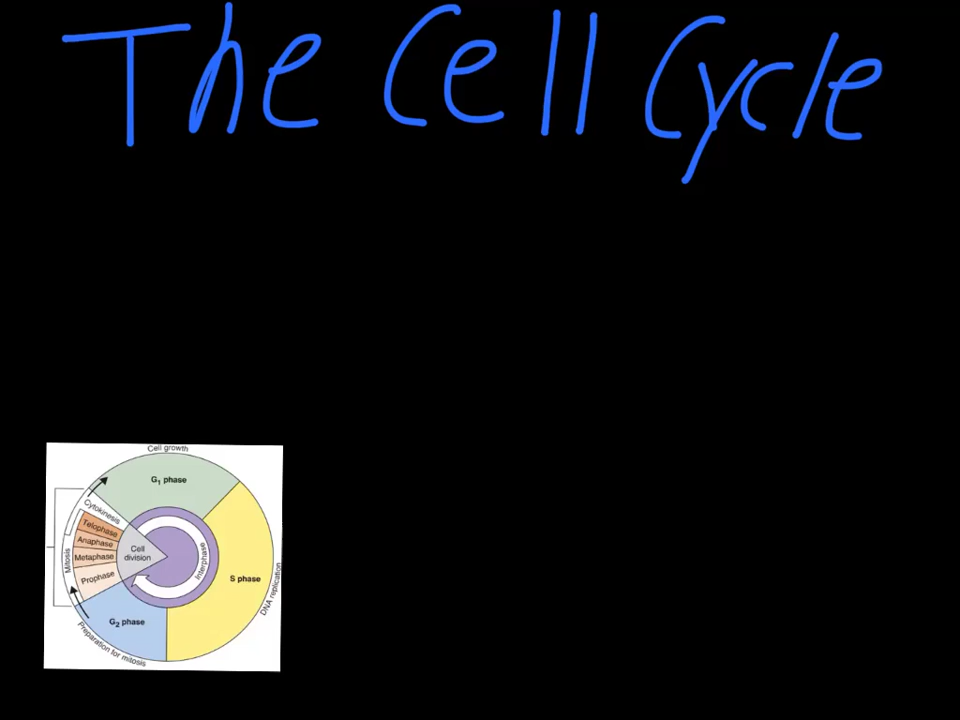 The Cell Cycle
Cell growth
G₁ phase
Cytokinesis
Telophase
Anaphase
Metaphase
Prophase
Mitosis
Cell
division
Interphase
S phase
DNA replication
G₂ phase
Preparation for mitosis